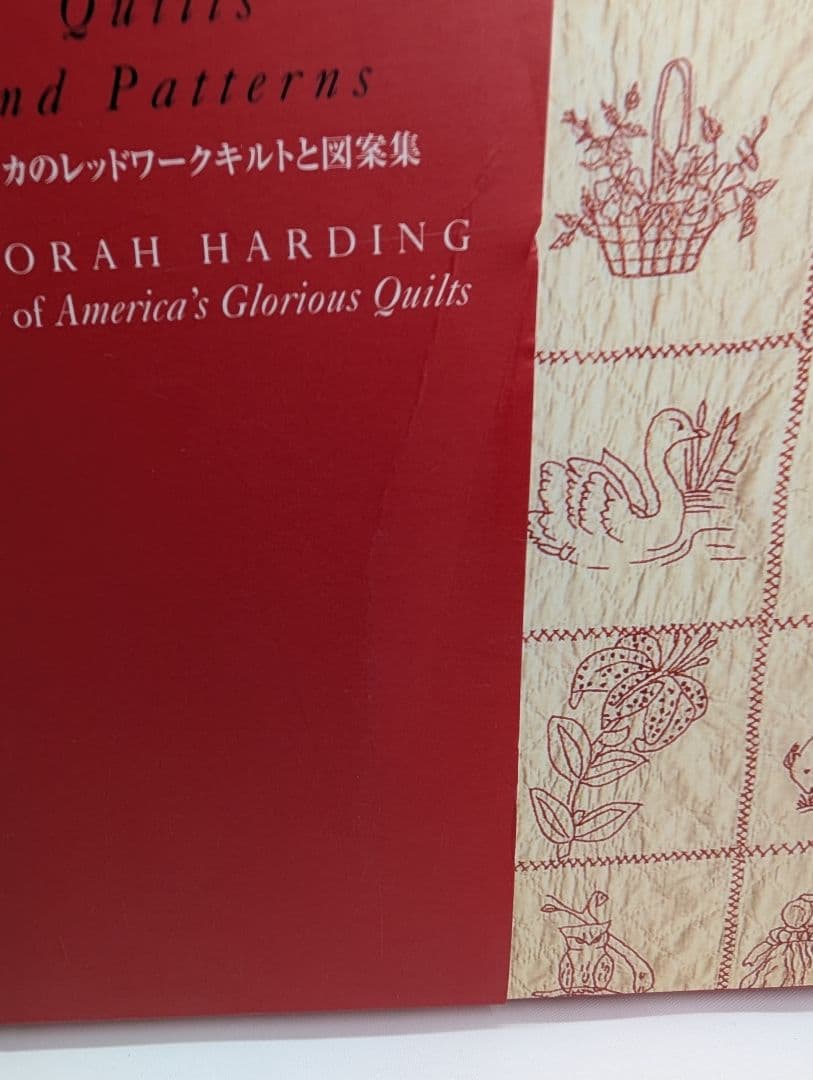 Quilts
nd Patterns
カのレッドワークキルトと図案集
ORAH HARDING
of America's Glorious Quilts